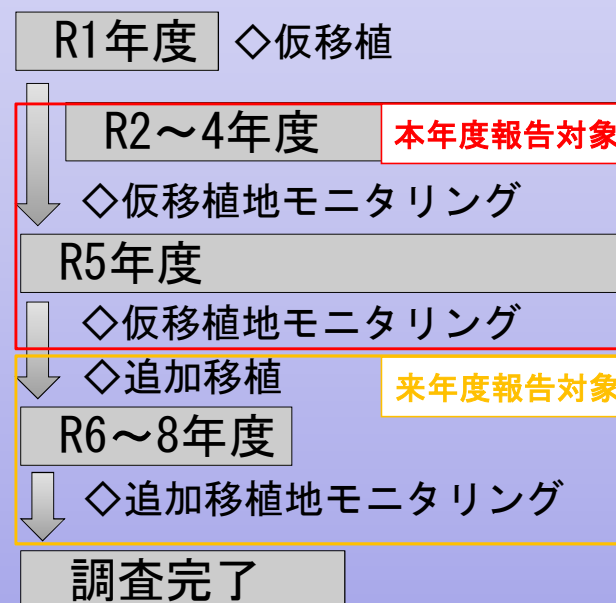 R1年度 ◇仮移植
R2～4年度 本年度報告対象
◇仮移植地モニタリング
R5年度
◇仮移植地モニタリング
◇追加移植 来年度報告対象
R6～8年度
◇追加移植地モニタリング
調査完了